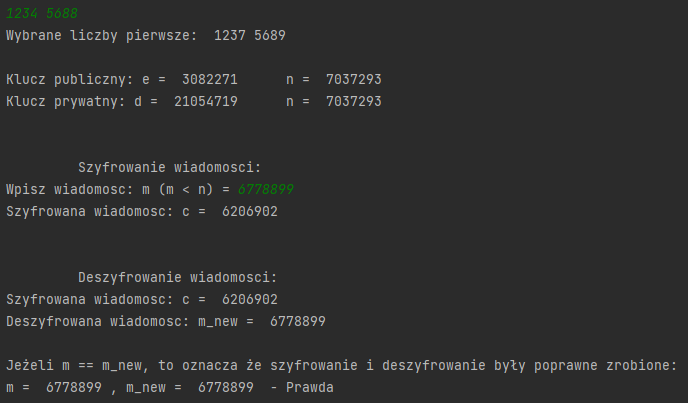 1234 5688
Wybrane liczby pierwsze:  1237 5689
Klucz publiczny: e =  3082271      n =  7037293
Klucz prywatny: d =  21054719      n =  7037293
Szyfrowanie wiadomosci:
Wpisz wiadomosc: m (m < n) = 6778899
Szyfrowana wiadomosc: c =  6206902
Deszyfrowanie wiadomosci:
Szyfrowana wiadomosc: c =  6206902
Deszyfrowana wiadomosc: m_new =  6778899
Jeżeli m == m_new, to oznacza że szyfrowanie i deszyfrowanie były poprawne zrobione:
m =  6778899 , m_new =  6778899  - Prawda